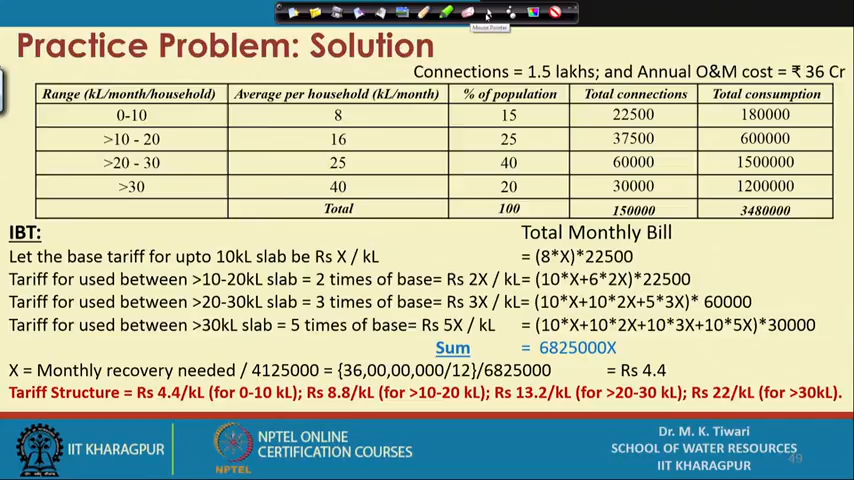 Mouse Pointer
Practice Problem: Solution
Connections = 1.5 lakhs; and Annual O&M cost = ₹ 36 Cr
Range (kL/month/household) Average per household (kL/month) % of population Total connections Total consumption
0-10 8 15 22500 180000
>10 - 20 16 25 37500 600000
>20 - 30 25 40 60000 1500000
>30 40 20 30000 1200000
Total 100 150000 3480000
IBT: Total Monthly Bill
Let the base tariff for upto 10kL slab be Rs X / kL = (8*X)*22500
Tariff for used between >10-20kL slab = 2 times of base= Rs 2X / kL= (10*X+6*2X)*22500
Tariff for used between >20-30kL slab = 3 times of base= Rs 3X / kL= (10*X+10*2X+5*3X)* 60000
Tariff for used between >30kL slab = 5 times of base= Rs 5X / kL = (10*X+10*2X+10*3X+10*5X)*30000
Sum = 6825000X
X = Monthly recovery needed / 4125000 = {36,00,00,000/12}/6825000 = Rs 4.4
Tariff Structure = Rs 4.4/kL (for 0-10 kL); Rs 8.8/kL (for >10-20 kL); Rs 13.2/kL (for >20-30 kL); Rs 22/kL (for >30kL).
IIT KHARAGPUR
NPTEL
NPTEL ONLINE
CERTIFICATION COURSES
Dr. M. K. Tiwari
SCHOOL OF WATER RESOURCES
IIT KHARAGPUR
49